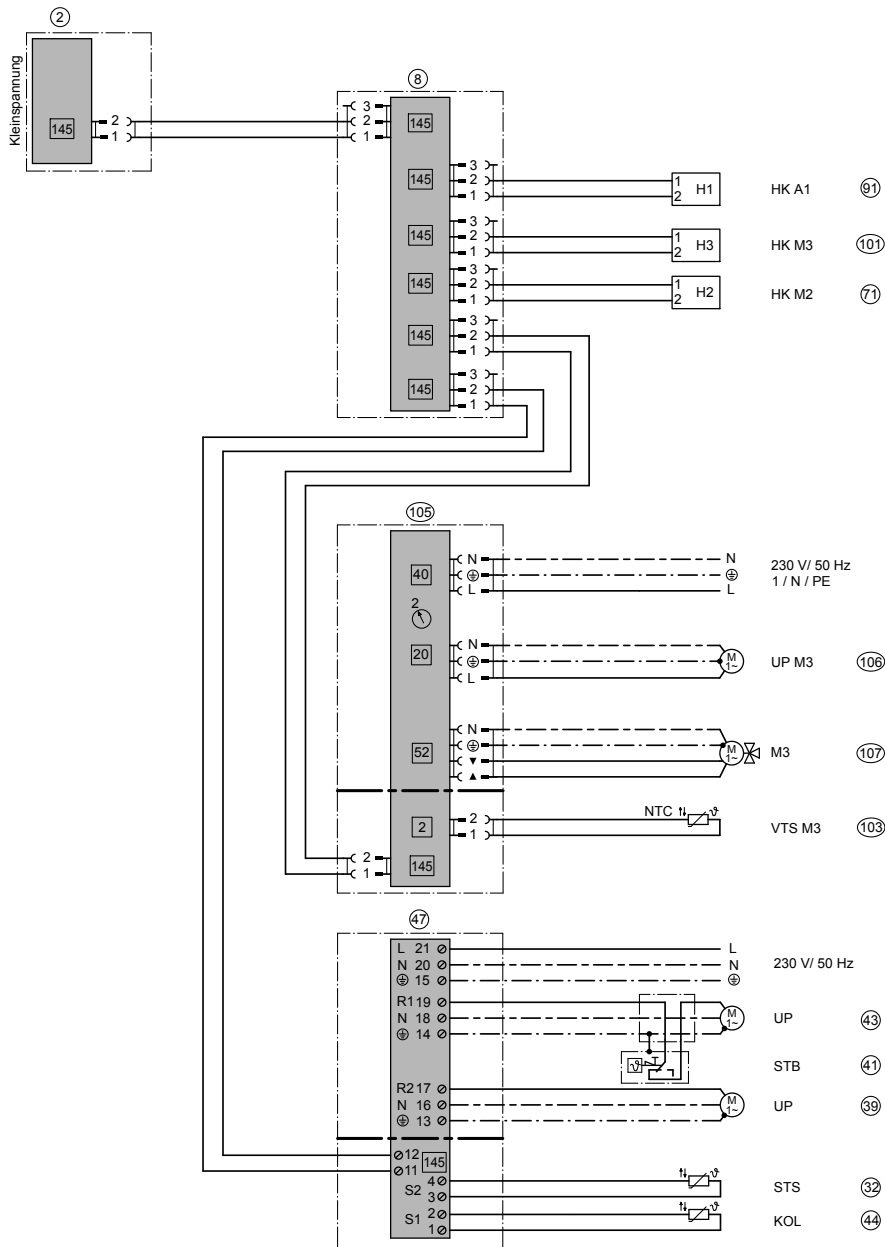 2
Kleinspannung
145
2
1
8
3
2
1
145
145
3
2
1
1
2
H1
HK A1
91
145
3
2
1
1
2
H3
HK M3
101
145
3
2
1
1
2
H2
HK M2
71
145
3
2
1
145
3
2
1
105
40
N
L
N
L
230 V/ 50 Hz
1 / N / PE
2
20
N
L
M
1~
UP M3
106
52
N
▼
▲
M
1~
M3
107
2
2
1
NTC
ϑ
VTS M3
103
2
1
145
47
L 21
N 20
15
L
N
230 V/ 50 Hz
R1 19
N 18
14
M
1~
UP
43
ϑ
STB
41
R2 17
N 16
13
M
1~
UP
39
12
11
145
S2
4
3
ϑ
STS
32
S1
2
1
ϑ
KOL
44